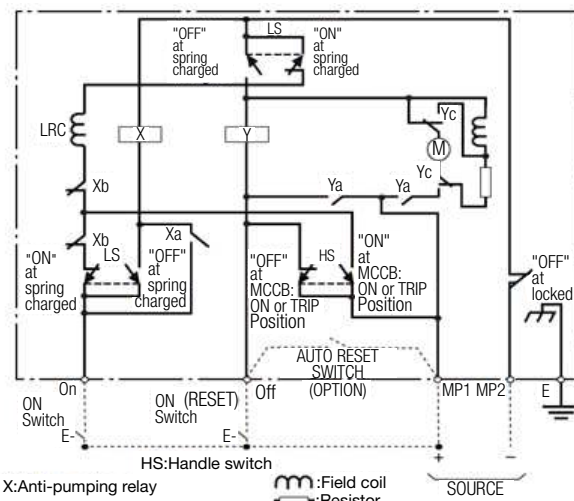 "OFF"
at
spring
charged
LS
"ON"
at
spring
charged
LRC
X
Y
Yc
M
Yc
Xb
Ya
Ya
Xb
"ON"
at
spring
charged
LS
"OFF"
at
spring
charged
Xa
"OFF"
at
MCCB:
ON or TRIP
Position
HS
"ON"
at
MCCB:
ON or TRIP
Position
"OFF"
at
locked
AUTO RESET
SWITCH
(OPTION)
On
Off
MP1 MP2
E
ON
Switch
E-
ON (RESET)
Switch
E-
HS:Handle switch
+
−
SOURCE
X:Anti-pumping relay
:Field coil
:Resistor